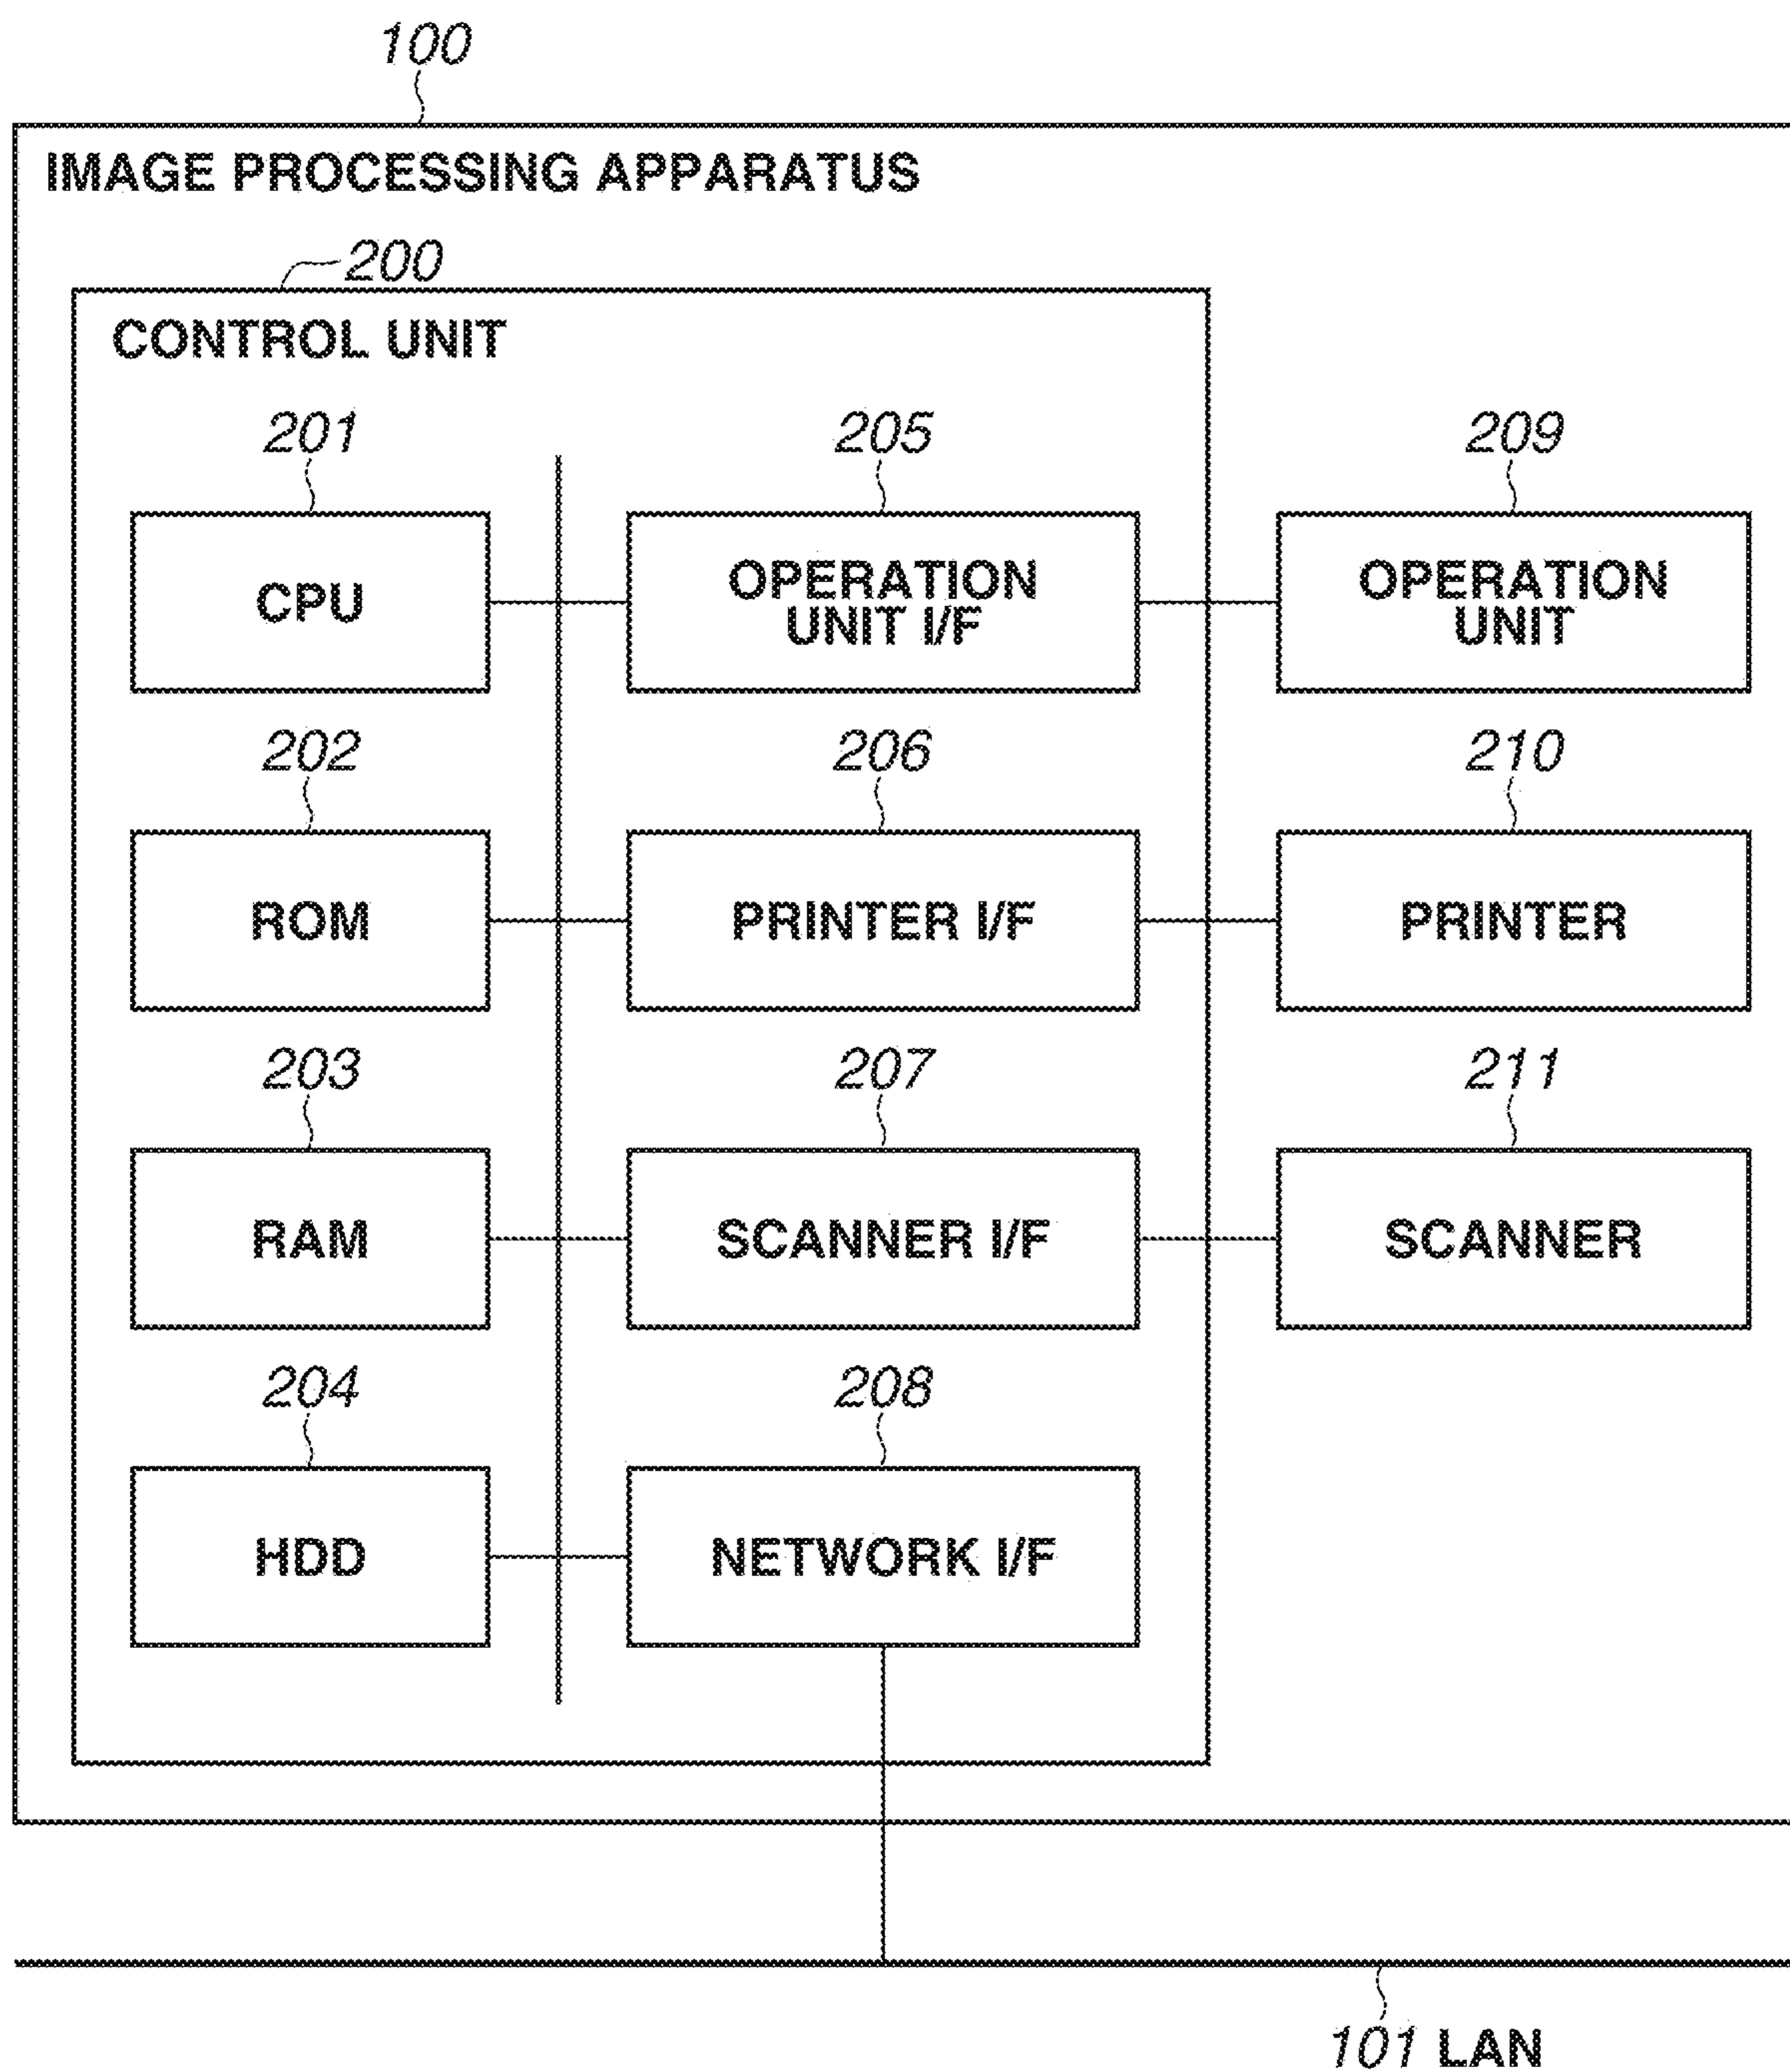 100
IMAGE PROCESSING APPARATUS
200
CONTROL UNIT
201
205
209
CPU
OPERATION
UNIT I/F
OPERATION
UNIT
202
206
210
ROM
PRINTER I/F
PRINTER
203
207
211
RAM
SCANNER I/F
SCANNER
204
208
HDD
NETWORK I/F
101 LAN